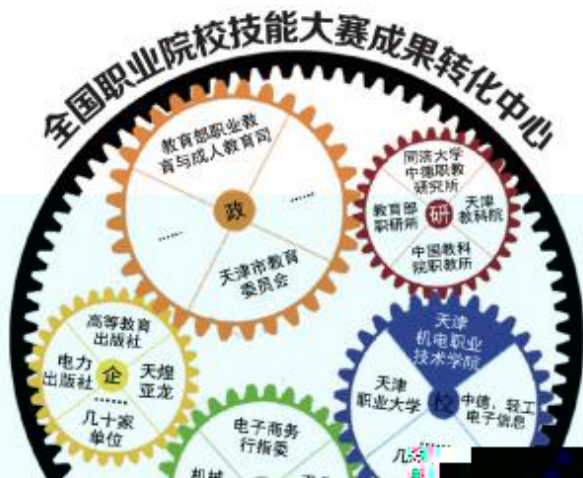 全国职业院校技能大赛成果转化中心
教育部职业教
育与成人教育司
……
政
……
天津市教育
委员会
同济大学
中德职教
研究所
教育部
职研所
研
天津
教科院
中国教科
院职教所
高等教育
出版社
电力
出版社
企
天煌
亚龙
……
几十家
单位
天津
机电职业
技术学院
天津
职业大学
校
中德，轻工
电子信息
……
电子商务
行指委
机械